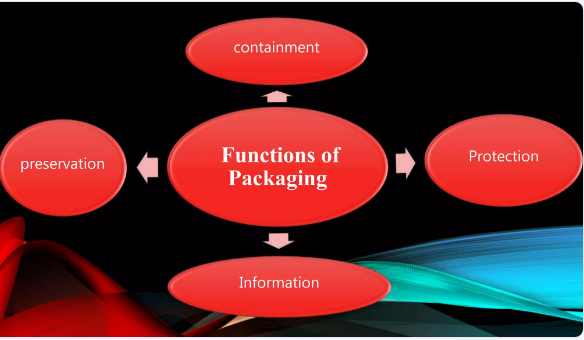 containment
preservation
Functions of
Packaging
Protection
Information